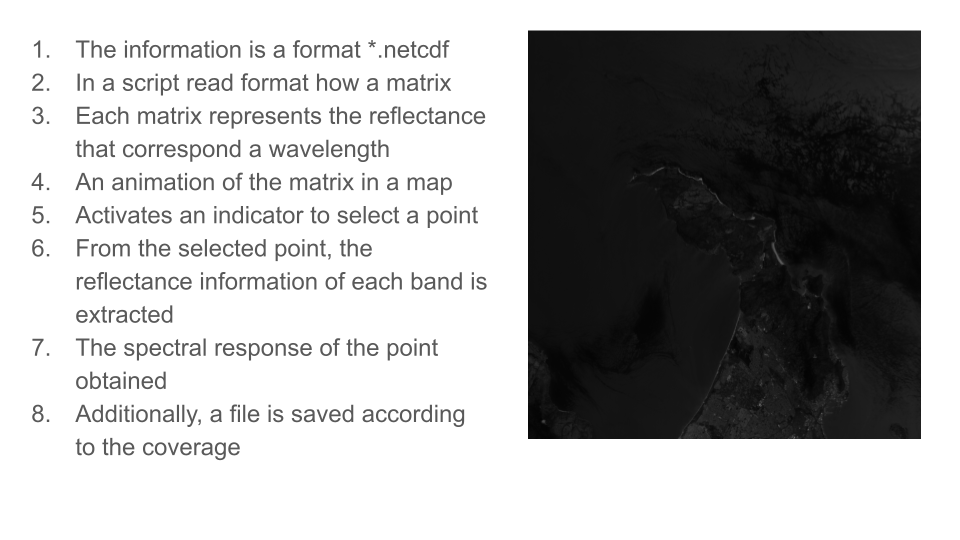 1. The information is a format *.netcdf
2. In a script read format how a matrix
3. Each matrix represents the reflectance
that correspond a wavelength
4. An animation of the matrix in a map
5. Activates an indicator to select a point
6. From the selected point, the
reflectance information of each band is
extracted
7. The spectral response of the point
obtained
8. Additionally, a file is saved according
to the coverage